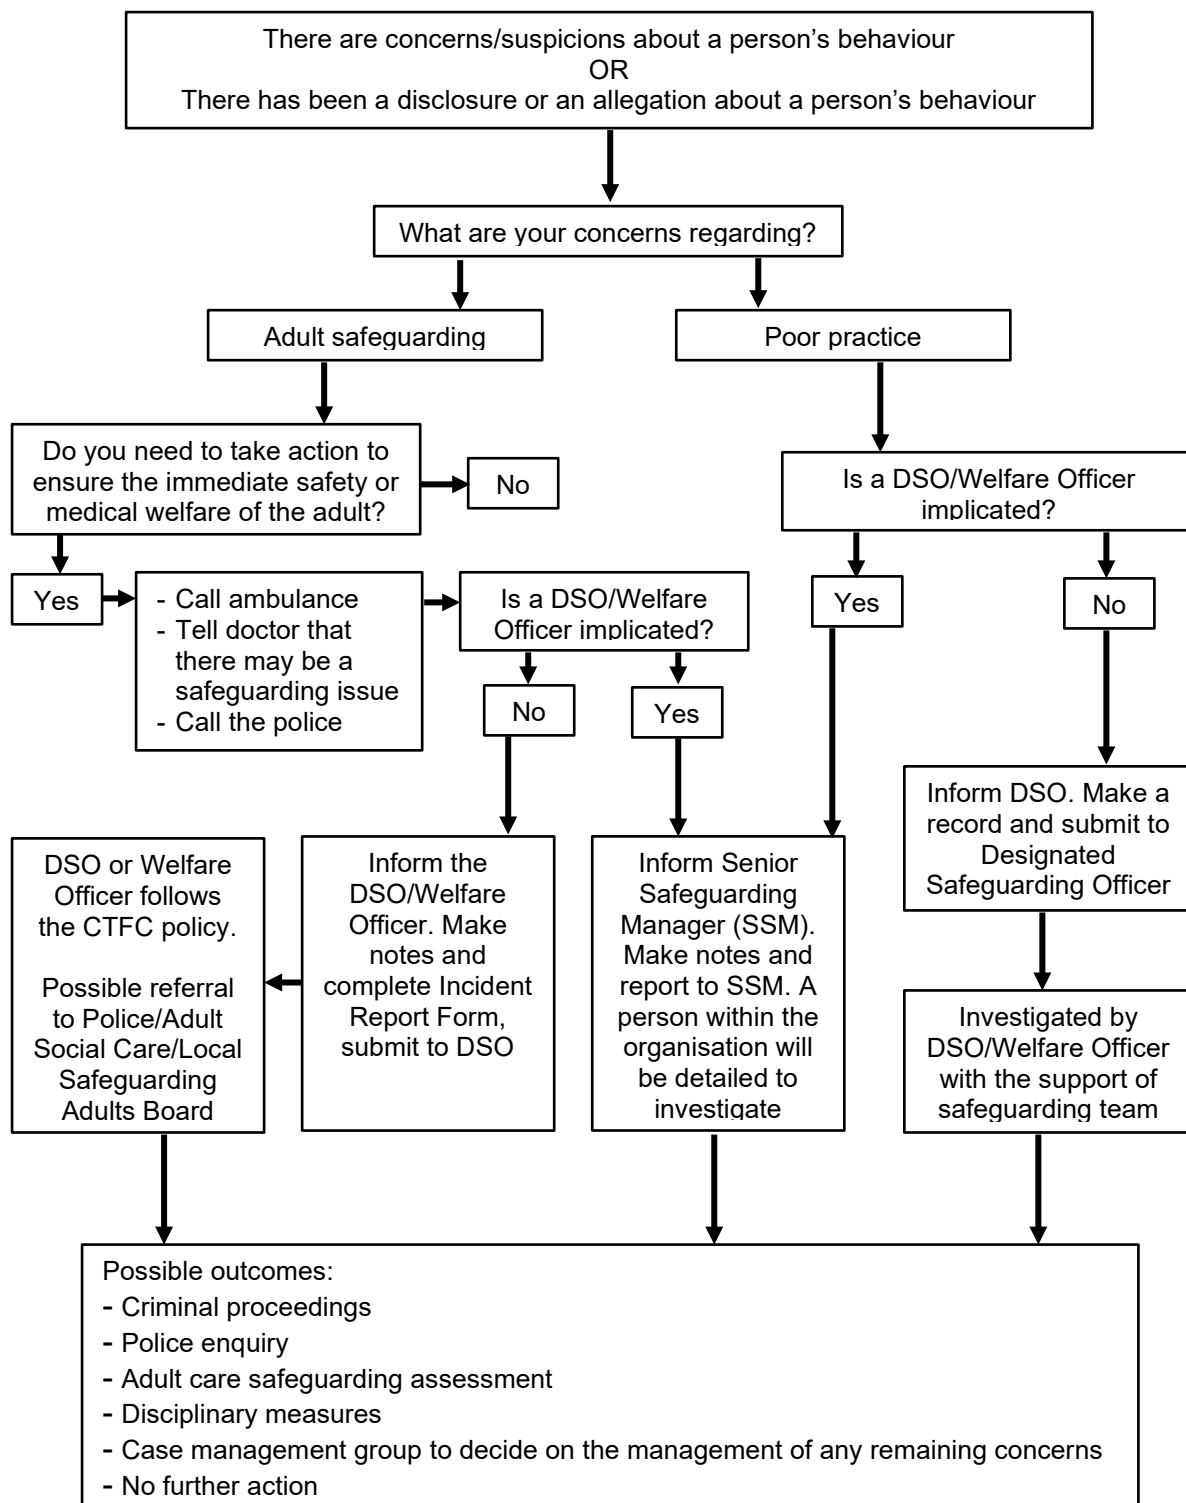 There are concerns/suspicions about a person’s behaviour
OR
There has been a disclosure or an allegation about a person’s behaviour
What are your concerns regarding?
Adult safeguarding
Poor practice
Do you need to take action to
ensure the immediate safety or
medical welfare of the adult?
No
Is a DSO/Welfare Officer
implicated?
Yes
- Call ambulance
- Tell doctor that
there may be a
safeguarding issue
- Call the police
Is a DSO/Welfare
Officer implicated?
Yes
No
No
Yes
DSO or Welfare
Officer follows
the CTFC policy.
Possible referral
to Police/Adult
Social Care/Local
Safeguarding
Adults Board
Inform the
DSO/Welfare
Officer. Make
notes and
complete Incident
Report Form,
submit to DSO
Inform Senior
Safeguarding
Manager (SSM).
Make notes and
report to SSM. A
person within the
organisation will
be detailed to
investigate
Inform DSO. Make a
record and submit to
Designated
Safeguarding Officer
Investigated by
DSO/Welfare Officer
with the support of
safeguarding team
Possible outcomes:
- Criminal proceedings
- Police enquiry
- Adult care safeguarding assessment
- Disciplinary measures
- Case management group to decide on the management of any remaining concerns
- No further action